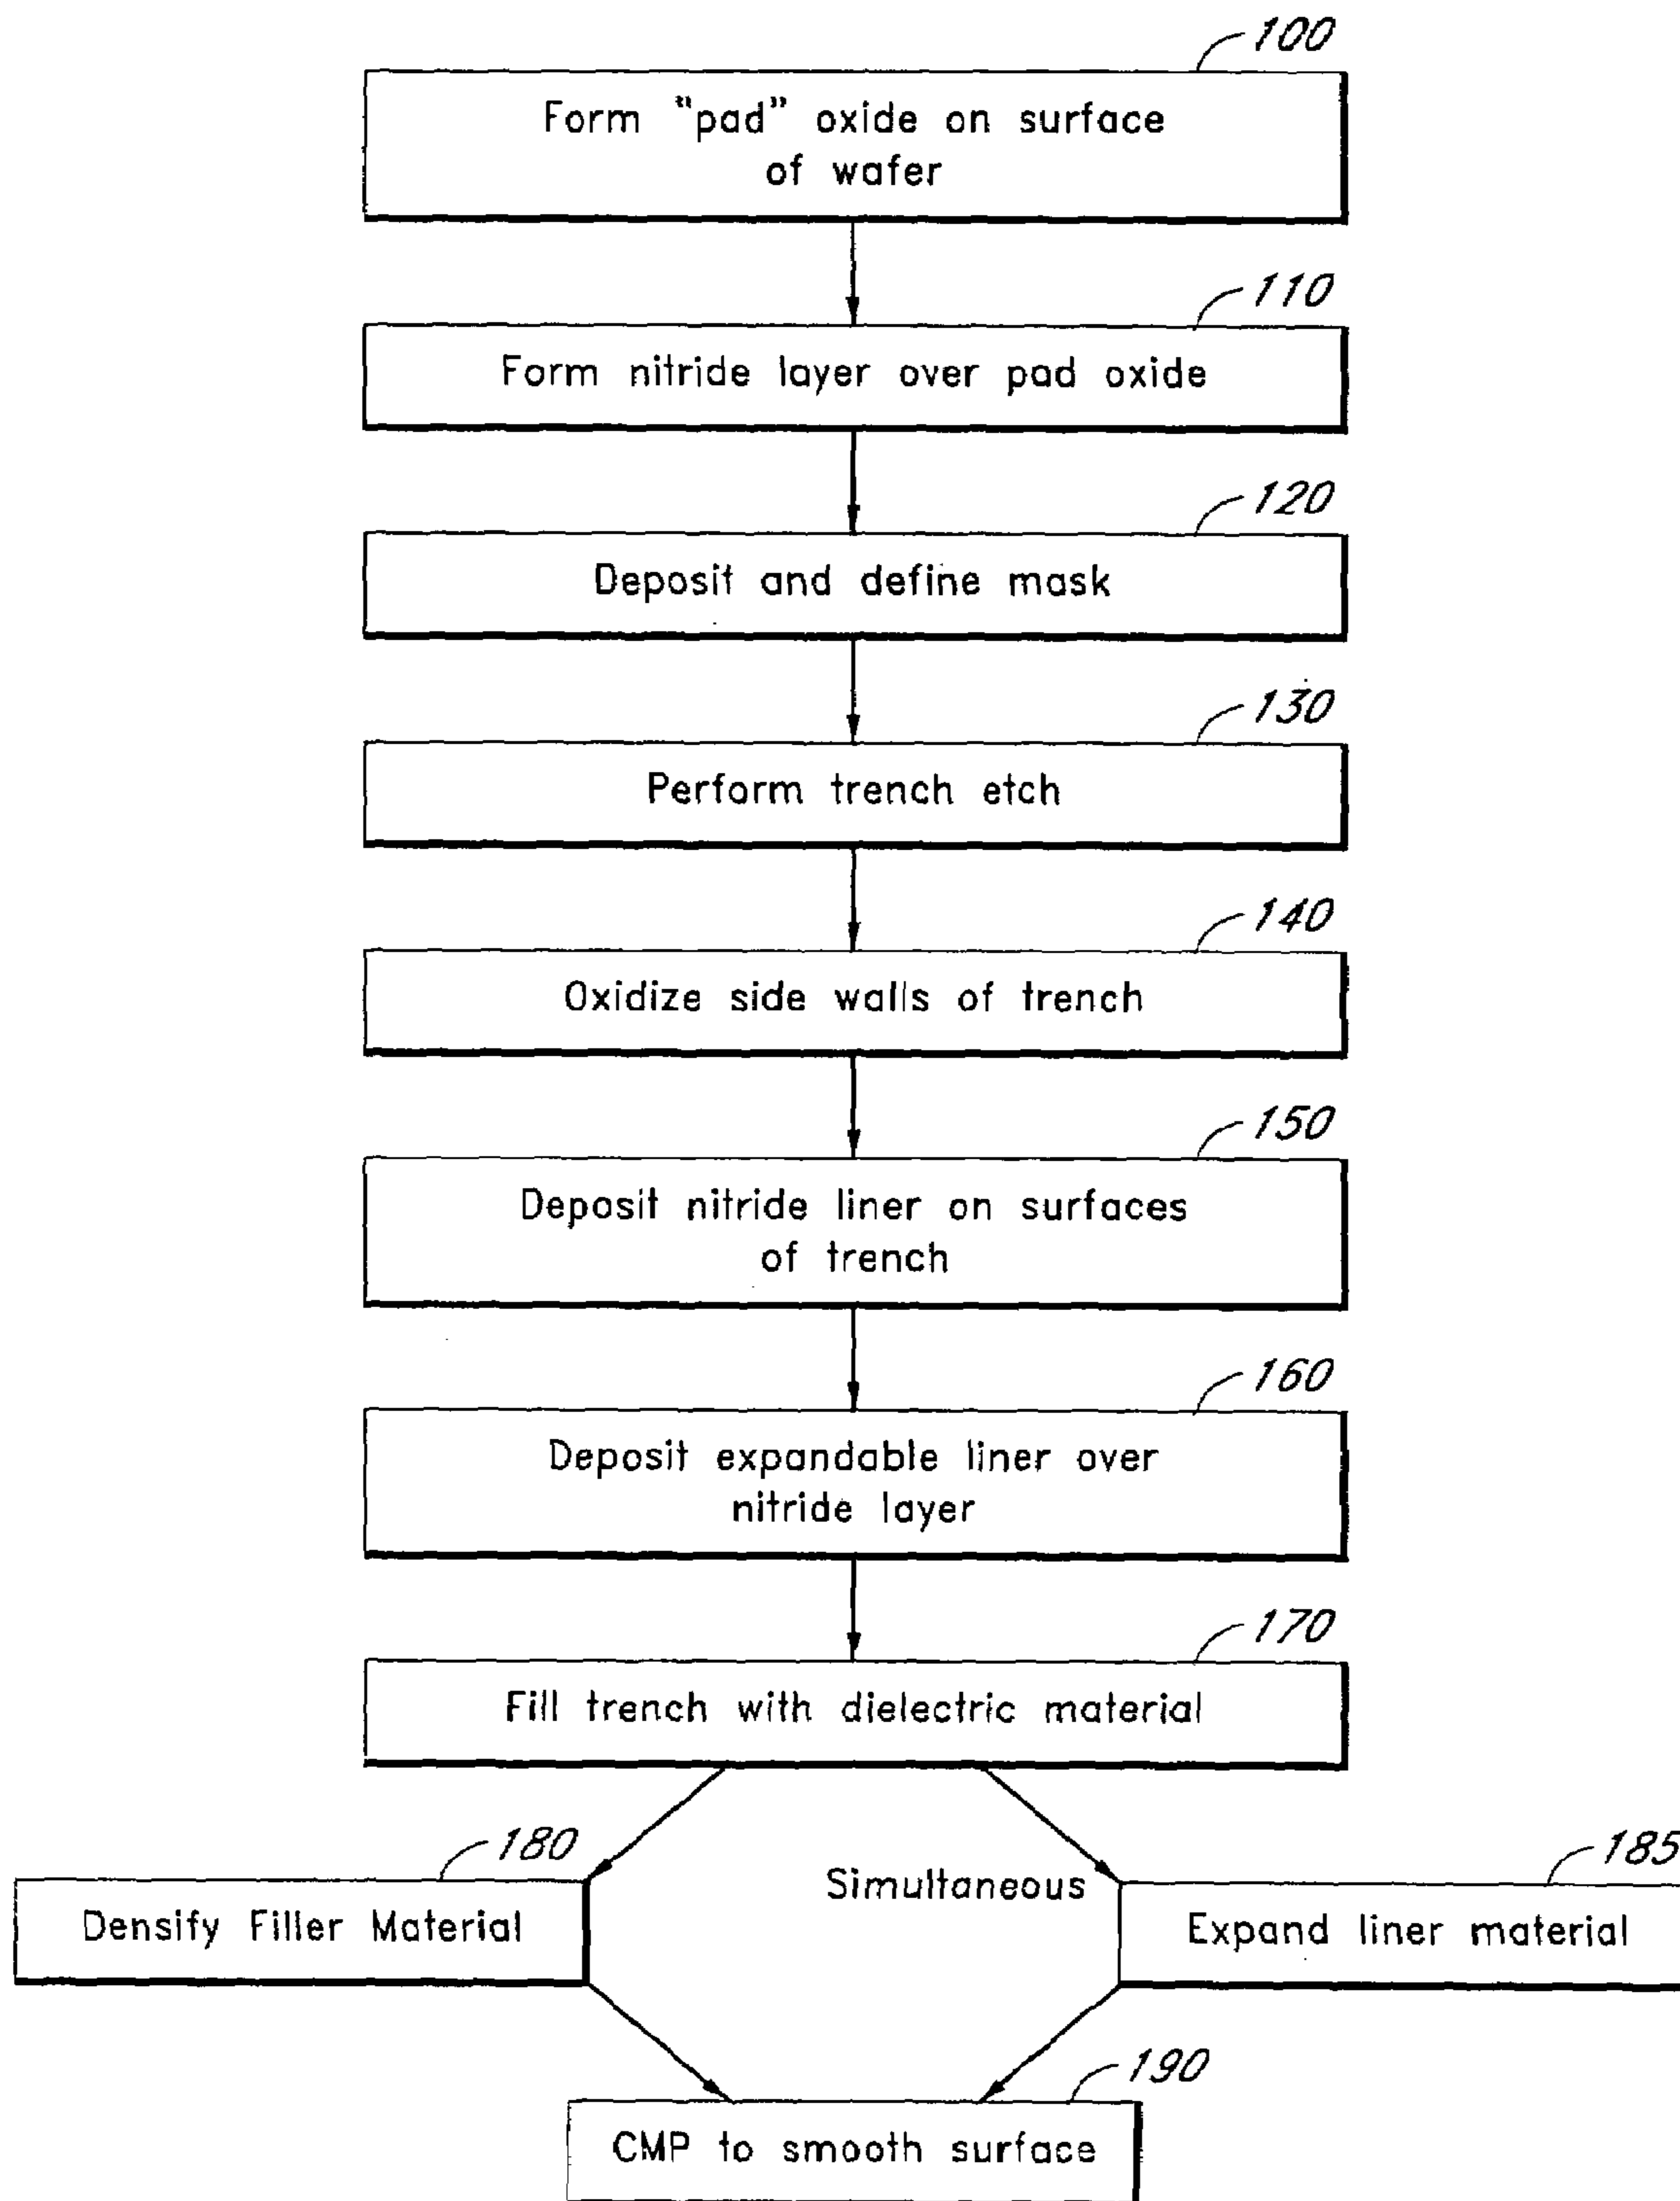 100
Form "pad" oxide on surface
of wafer
110
Form nitride layer over pad oxide
120
Deposit and define mask
130
Perform trench etch
140
Oxidize side walls of trench
150
Deposit nitride liner on surfaces
of trench
160
Deposit expandable liner over
nitride layer
170
Fill trench with dielectric material
180
Densify Filler Material
Simultaneous
185
Expand liner material
190
CMP to smooth surface